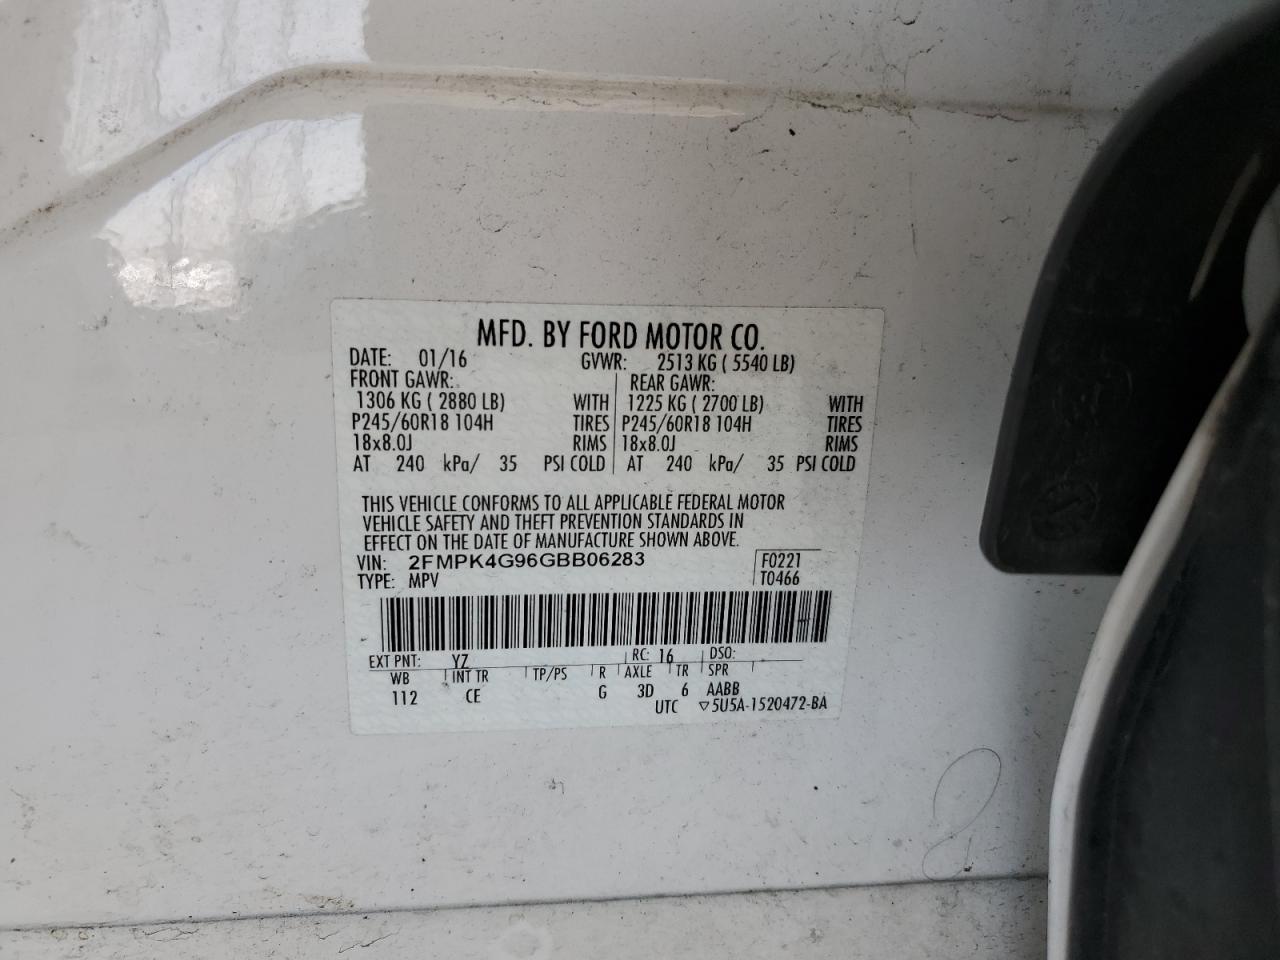 MFD. BY FORD MOTOR CO.
DATE: 01/16 GVWR: 2513 KG ( 5540 LB)
FRONT GAWR: REAR GAWR:
1306 KG ( 2880 LB) WITH 1225 KG ( 2700 LB) WITH
P245/60R18 104H TIRES P245/60R18 104H TIRES
18x8.0J RIMS 18x8.0J RIMS
AT 240 kPa/ 35 PSI COLD AT 240 kPa/ 35 PSI COLD
THIS VEHICLE CONFORMS TO ALL APPLICABLE FEDERAL MOTOR
VEHICLE SAFETY AND THEFT PREVENTION STANDARDS IN
EFFECT ON THE DATE OF MANUFACTURE SHOWN ABOVE.
VIN: 2FMPK4G96GBB06283 F0221
TYPE: MPV T0466
EXT PNT: YZ RC: 16 DSO:
WB INT TR TP/PS R AXLE TR SPR
112 CE G 3D 6 AABB
UTC ▽5U5A-1520472-BA